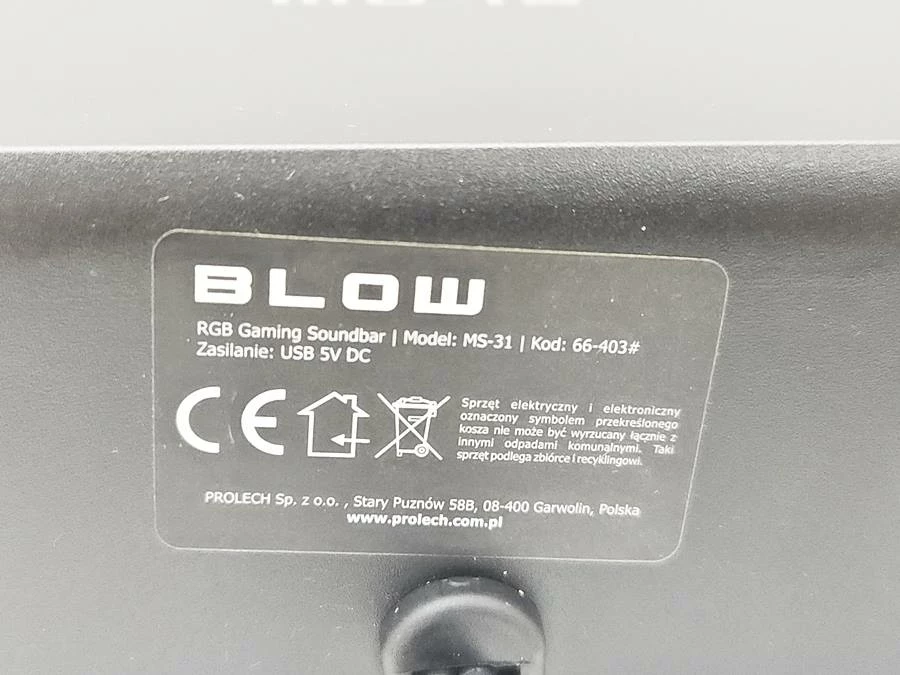 BLOW
RGB Gaming Soundbar | Model: MS-31 | Kod: 66-403#
Zasilanie: USB 5V DC
CE
Sprzęt elektryczny i elektroniczny
oznaczony symbolem przekreślonego
kosza nie może być wyrzucany łącznie z
innymi odpadami komunalnymi. Taki
sprzęt podlega zbiórce i recyklingowi.
PROLECH Sp. z o.o. , Stary Puznów 58B, 08-400 Garwolin, Polska
www.prolech.com.pl